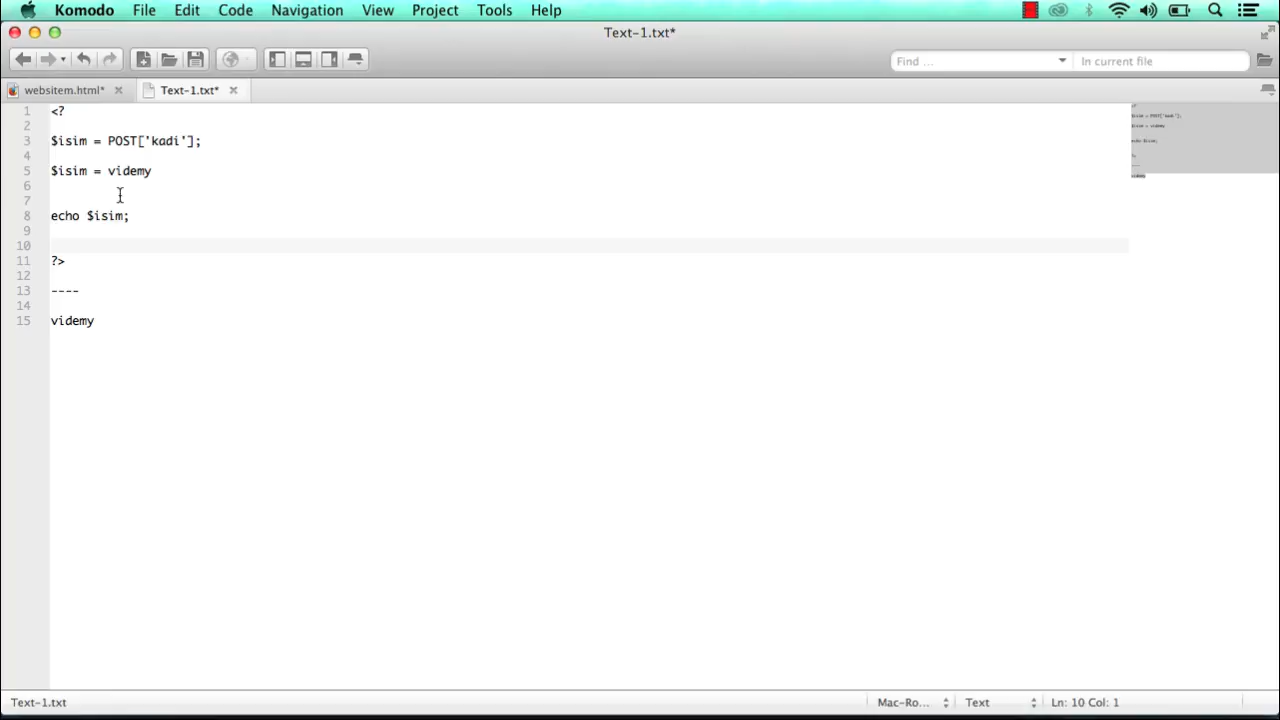 Komodo File Edit Code Navigation View Project Tools Help
Text-1.txt*
Find ... In current file
websitem.html* Text-1.txt*
1 <?
2
3 $isim = POST['kadi'];
4
5 $isim = videmy
6
7
8 echo $isim;
9
10
11 ?>
12
13 ----
14
15 videmy
Text-1.txt Mac-Ro... Text Ln: 10 Col: 1